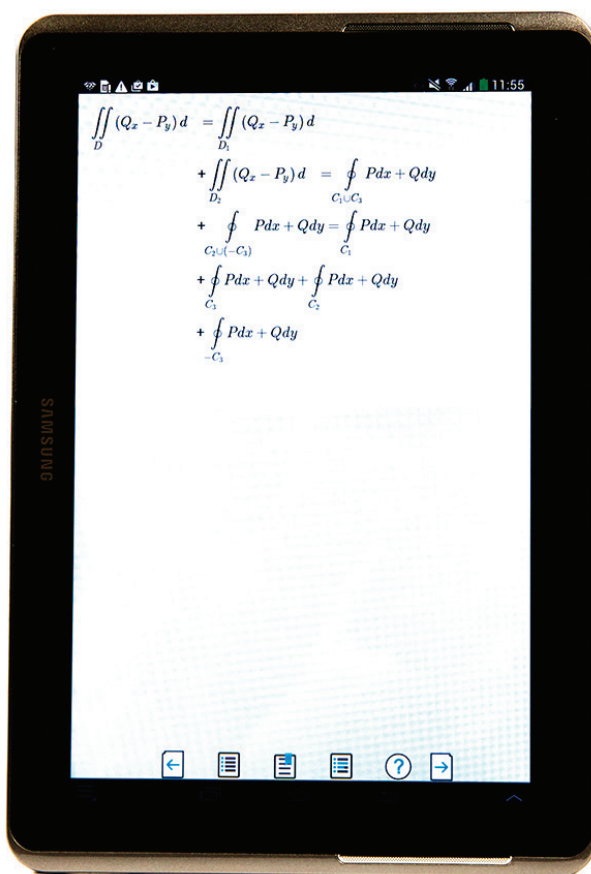 11:55
∬_D (Q_x − P_y) d = ∬_{D_1} (Q_x − P_y) d
+ ∬_{D_2} (Q_x − P_y) d = ∮_{C_1∪C_3} Pdx + Qdy
+ ∮_{C_2∪(−C_3)} Pdx + Qdy = ∮_{C_1} Pdx + Qdy
+ ∮_{C_3} Pdx + Qdy + ∮_{C_2} Pdx + Qdy
+ ∮_{−C_3} Pdx + Qdy
SAMSUNG
?